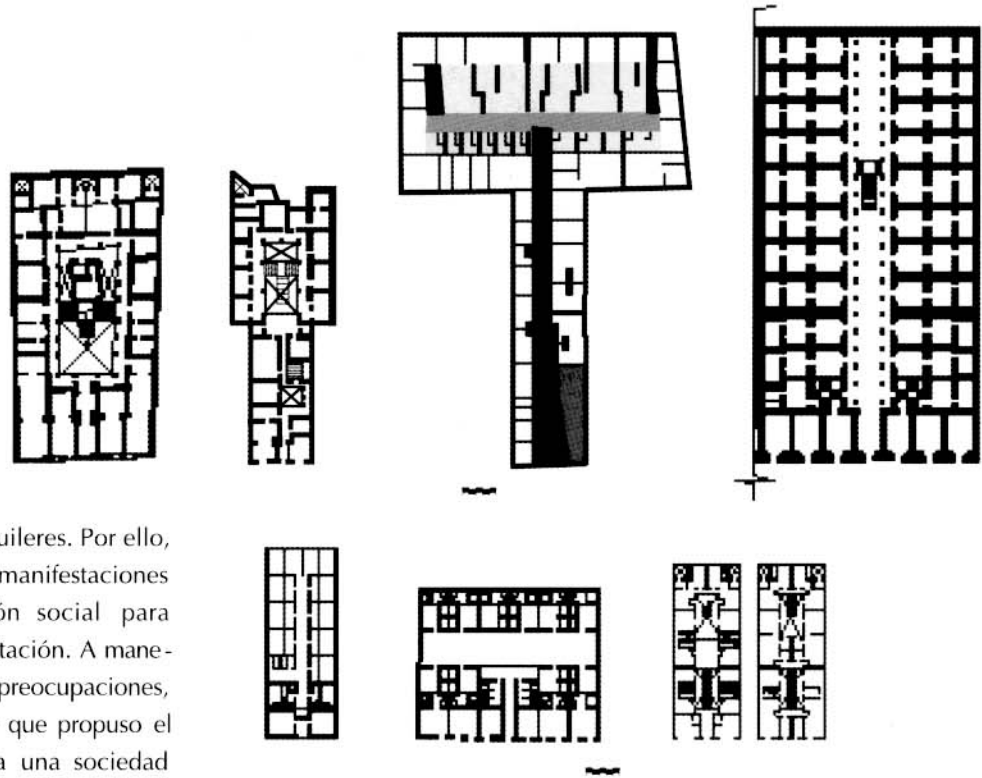 uileres. Por ello,
manifestaciones
ón social para
tación. A mane-
preocupaciones,
que propuso el
a una sociedad